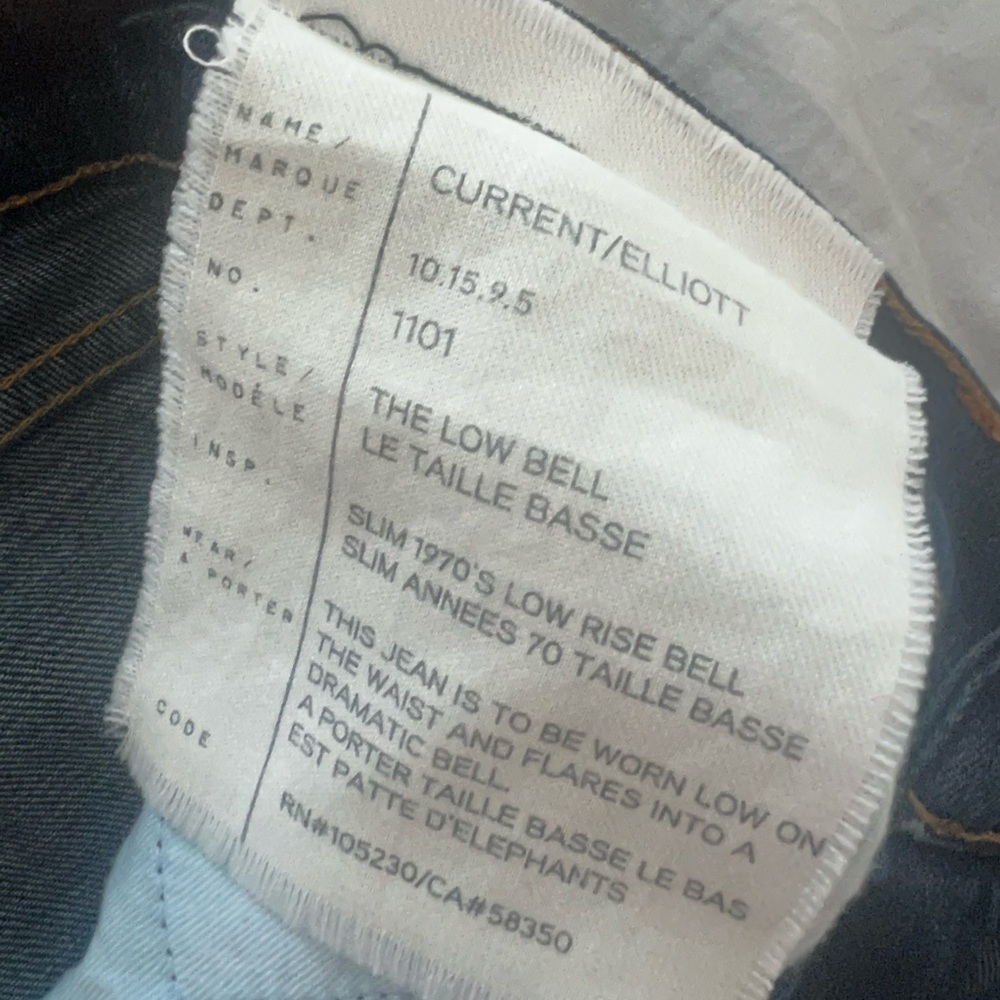 NAME /
MARQUE
CURRENT/ELLIOTT
DEPT.
10.15.9.5
NO.
1101
STYLE /
MODÈLE
THE LOW BELL
LE TAILLE BASSE
INSP.
SLIM 1970'S LOW RISE BELL
SLIM ANNEES 70 TAILLE BASSE
WEAR/
A PORTER
THIS JEAN IS TO BE WORN LOW ON
THE WAIST AND FLARES INTO A
DRAMATIC BELL.
A PORTER TAILLE BASSE LE BAS
EST PATTE D'ELEPHANTS
CODE
RN#105230/CA#58350